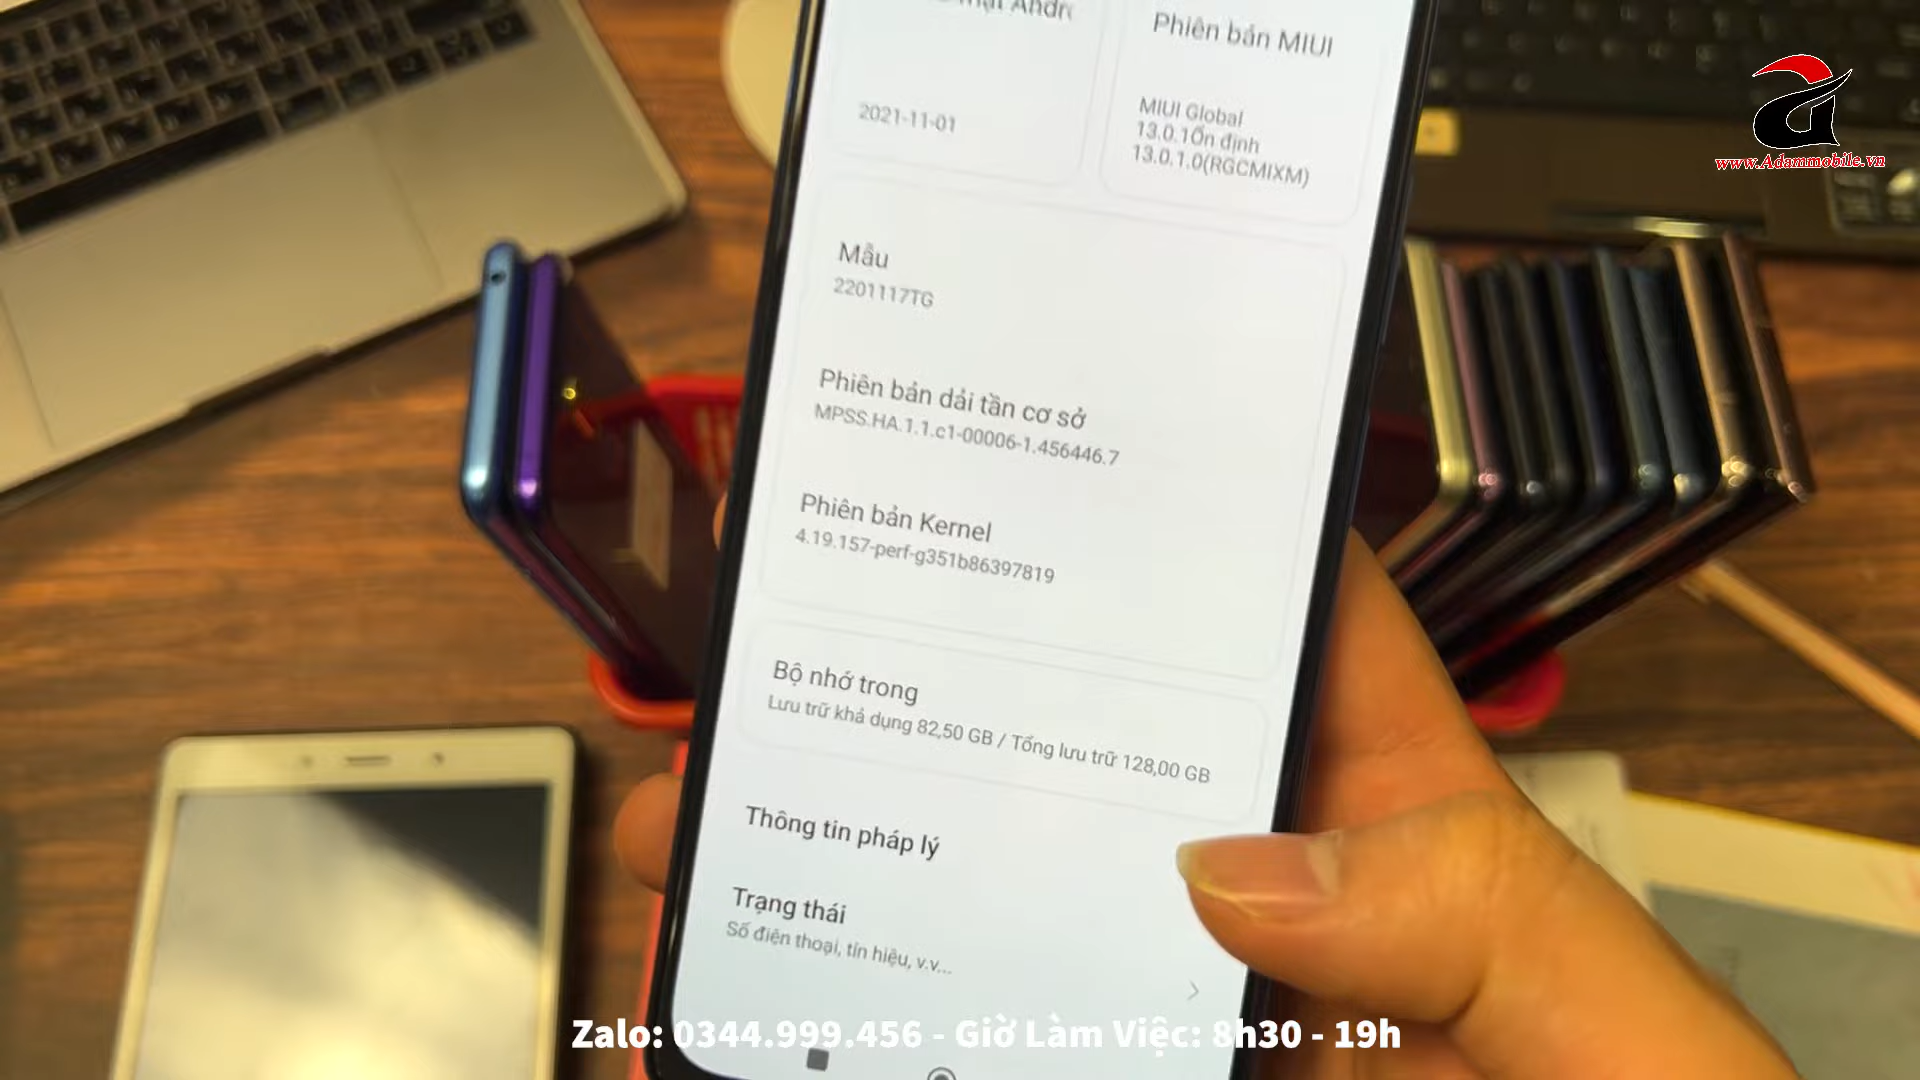 Phiên bản MIUI
2021-11-01
MIUI Global
13.0.1Ổn định
13.0.1.0(RGCMIXM)
Mẫu
2201117TG
Phiên bản dải tần cơ sở
MPSS.HA.1.1.c1-00006-1.456446.7
Phiên bản Kernel
4.19.157-perf-g351b86397819
Bộ nhớ trong
Lưu trữ khả dụng 82,50 GB / Tổng lưu trữ 128,00 GB
Thông tin pháp lý
Trạng thái
Số điện thoại, tín hiệu, v.v...
www.Adammobile.vn
Zalo: 0344.999.456 - Giờ Làm Việc: 8h30 - 19h